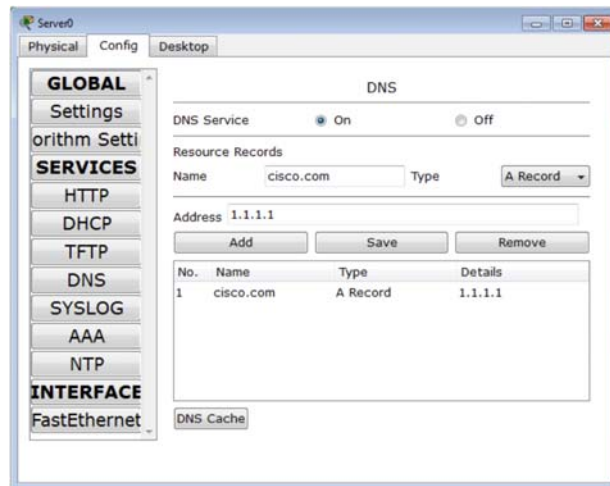 Server0
Physical Config Desktop
GLOBAL
Settings
orithm Setti
SERVICES
HTTP
DHCP
TFTP
DNS
SYSLOG
AAA
NTP
INTERFACE
FastEthernet
DNS
DNS Service On Off
Resource Records
Name cisco.com Type A Record
Address 1.1.1.1
Add Save Remove
No. Name Type Details
1 cisco.com A Record 1.1.1.1
DNS Cache